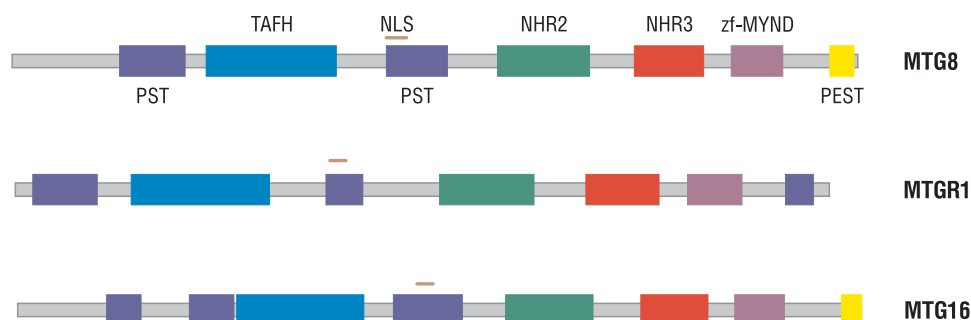 TAFH NLS NHR2 NHR3 zf-MYND
MTG8
PST PST PEST
MTGR1
MTG16